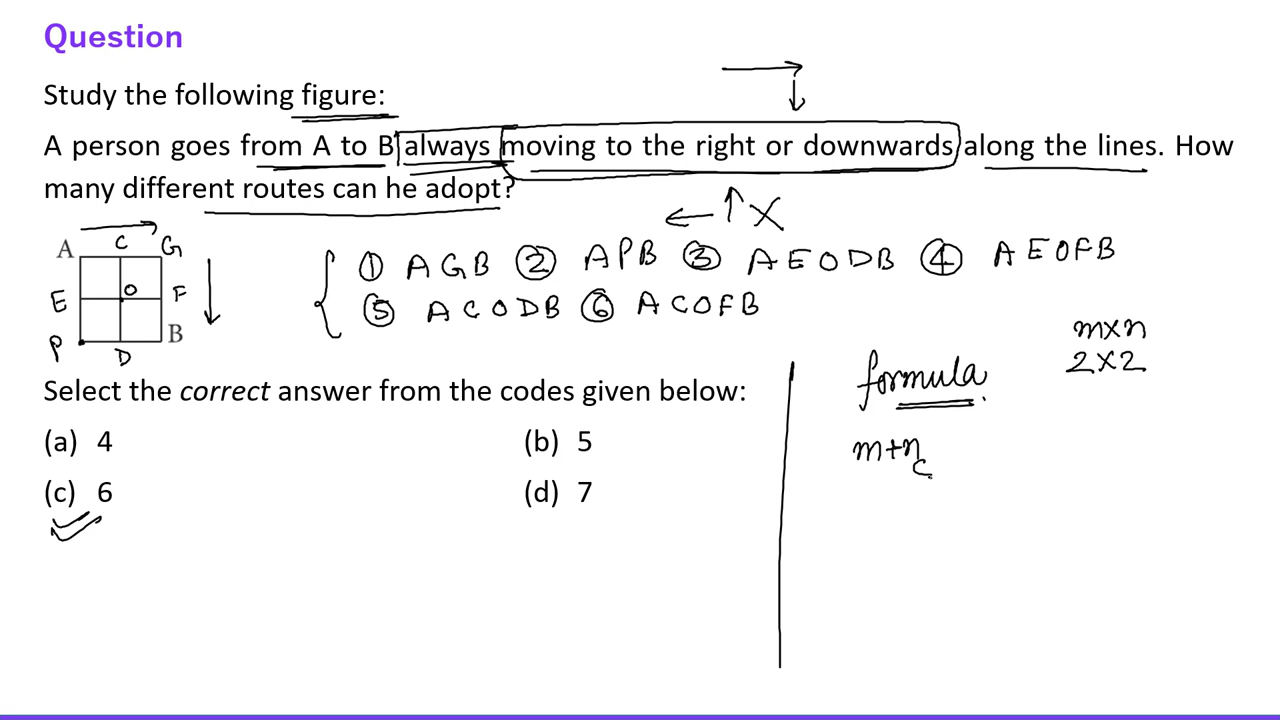 Question
Study the following figure:
A person goes from A to B always moving to the right or downwards along the lines. How
many different routes can he adopt?
A C G
E O F
P D B
① AGB ② APB ③ AEODB ④ AEOFB
⑤ ACODB ⑥ ACOFB
m×n
2×2
formula
m+n
c
Select the correct answer from the codes given below:
(a) 4 (b) 5
(c) 6 (d) 7